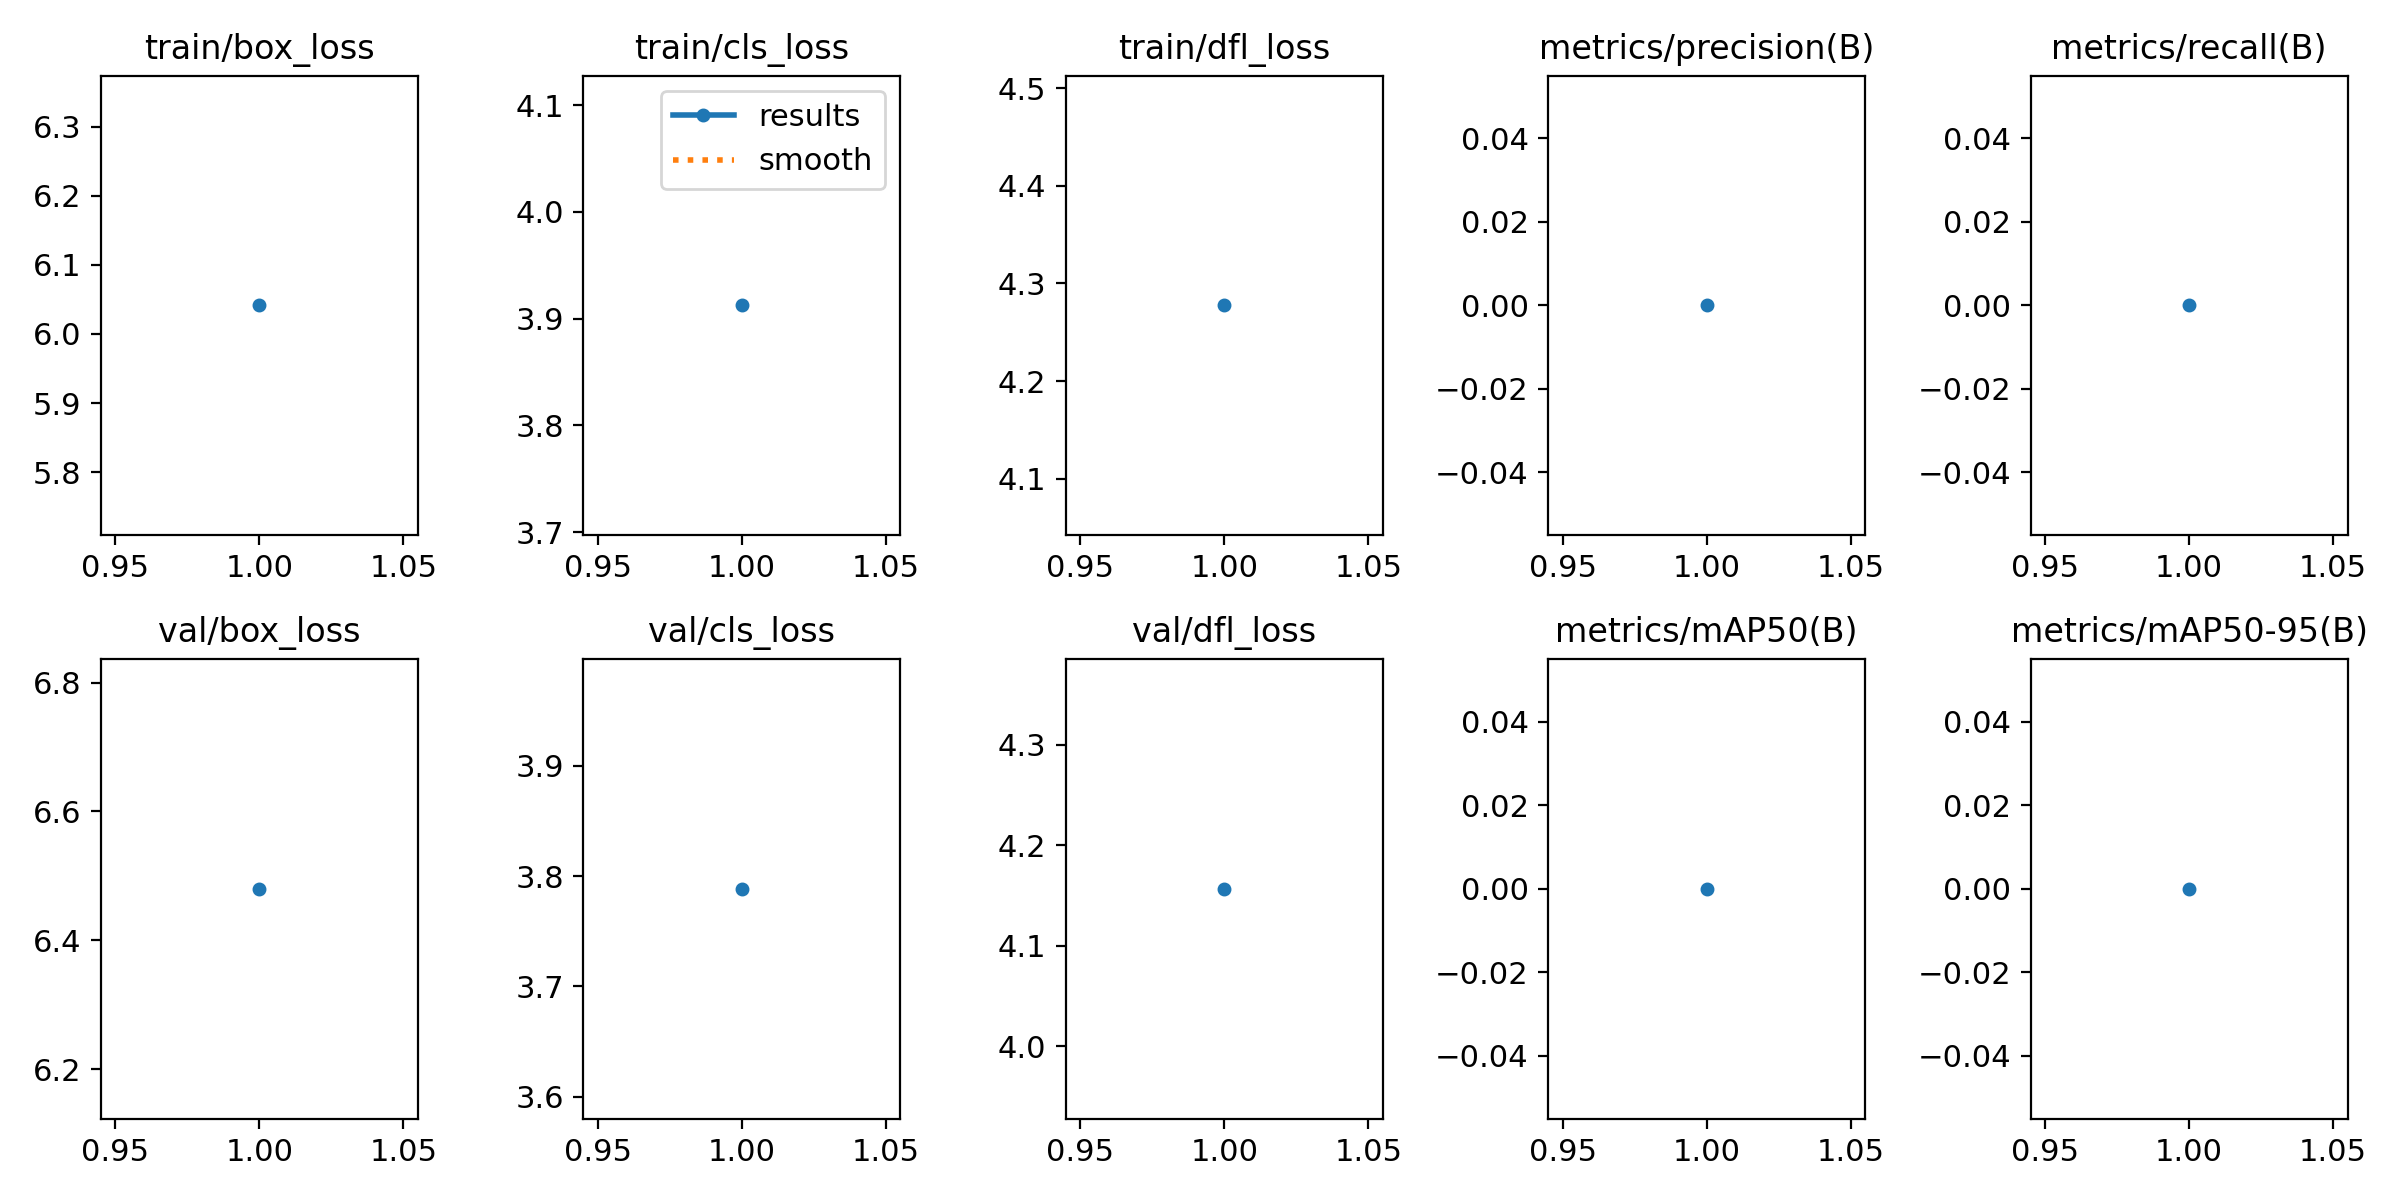 train/box_loss
6.3
6.2
6.1
6.0
5.9
5.8
0.95 1.00 1.05
train/cls_loss
results
smooth
4.1
4.0
3.9
3.8
3.7
0.95 1.00 1.05
train/dfl_loss
4.5
4.4
4.3
4.2
4.1
0.95 1.00 1.05
metrics/precision(B)
0.04
0.02
0.00
−0.02
−0.04
0.95 1.00 1.05
metrics/recall(B)
0.04
0.02
0.00
−0.02
−0.04
0.95 1.00 1.05
val/box_loss
6.8
6.6
6.4
6.2
0.95 1.00 1.05
val/cls_loss
3.9
3.8
3.7
3.6
0.95 1.00 1.05
val/dfl_loss
4.3
4.2
4.1
4.0
0.95 1.00 1.05
metrics/mAP50(B)
0.04
0.02
0.00
−0.02
−0.04
0.95 1.00 1.05
metrics/mAP50-95(B)
0.04
0.02
0.00
−0.02
−0.04
0.95 1.00 1.05